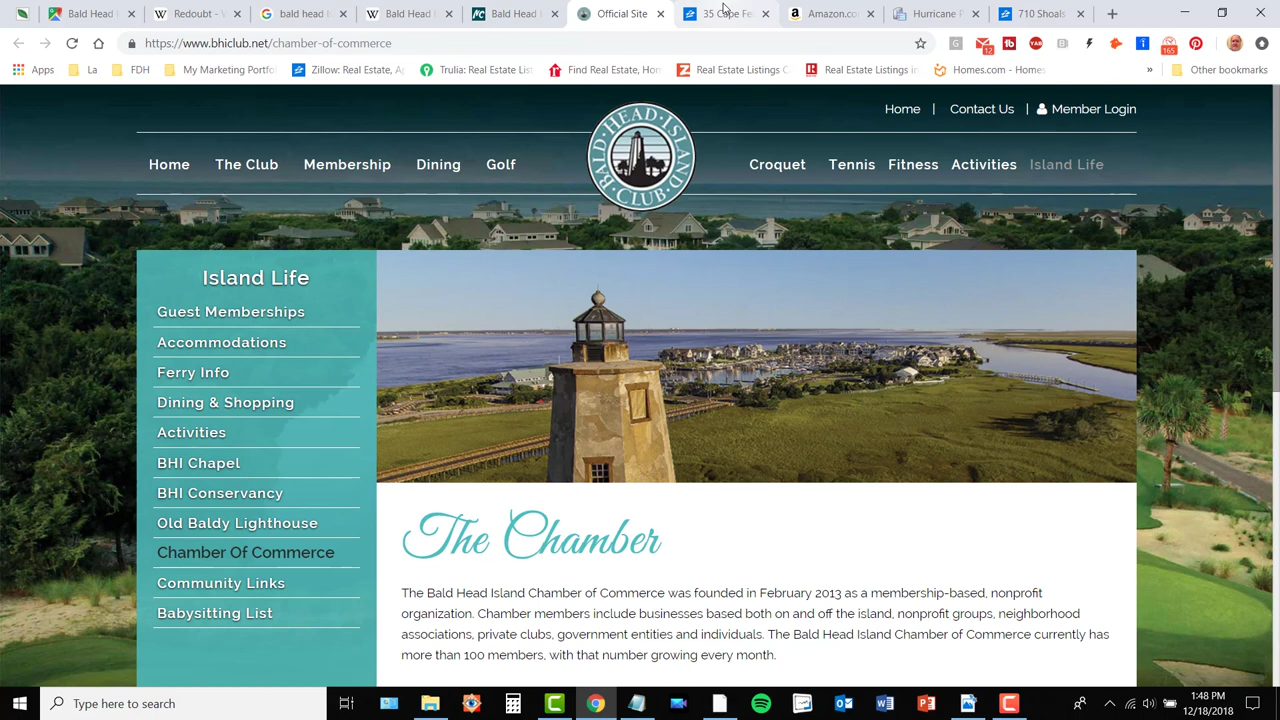 Bald Head I
Redoubt - V
bald head i
Bald Head I
Bald Head I
Official Site
35 Cape Fe
Amazon.co
Hurricane P
710 Shoals
https://www.bhiclub.net/chamber-of-commerce
12
165
Apps
La
FDH
My Marketing Portfo
Zillow: Real Estate, Ap
Trulia: Real Estate List
Find Real Estate, Hom
Real Estate Listings C
Real Estate Listings in
Homes.com - Homes
»
Other bookmarks
Home | Contact Us | Member Login
Home The Club Membership Dining Golf
BALD HEAD ISLAND CLUB
Croquet Tennis Fitness Activities Island Life
Island Life
Guest Memberships
Accommodations
Ferry Info
Dining & Shopping
Activities
BHI Chapel
BHI Conservancy
Old Baldy Lighthouse
Chamber Of Commerce
Community Links
Babysitting List
The Chamber
The Bald Head Island Chamber of Commerce was founded in February 2013 as a membership-based, nonprofit
organization. Chamber members include businesses based both on and off the island, nonprofit groups, neighborhood
associations, private clubs, government entities and individuals. The Bald Head Island Chamber of Commerce currently has
more than 100 members, with that number growing every month.
Type here to search
1:48 PM
12/18/2018